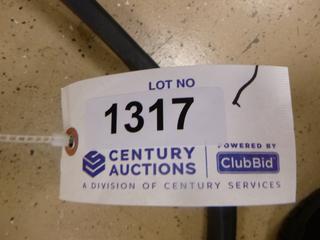 LOT NO
1317
CENTURY AUCTIONS
POWERED BY
ClubBid
A DIVISION OF CENTURY SERVICES